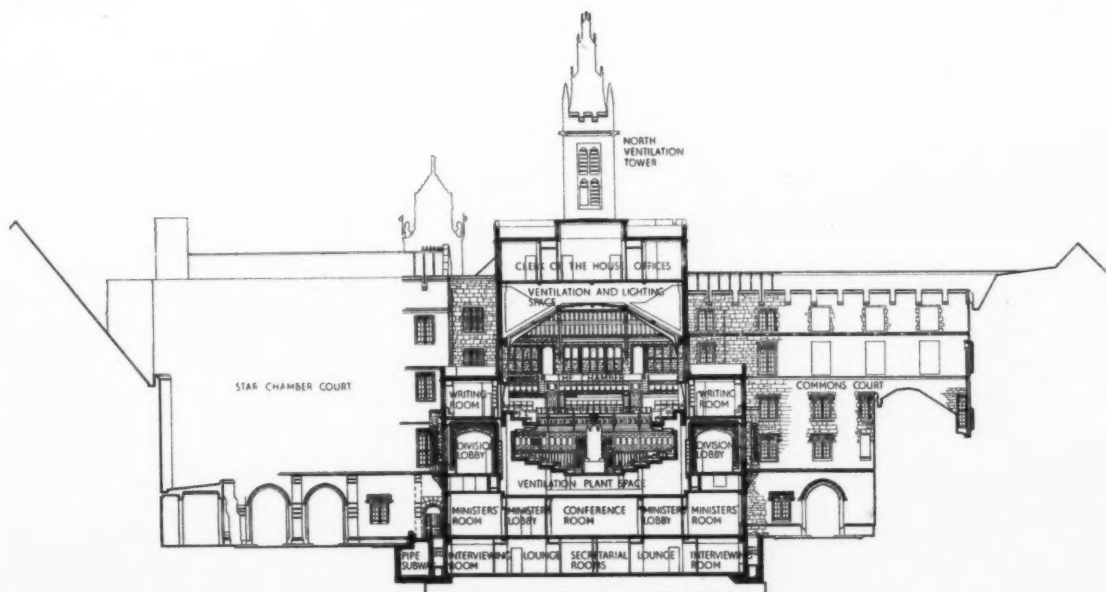 NORTH
VENTILATION
TOWER
CLERK OF THE HOUSE OFFICES
VENTILATION AND LIGHTING
SPACE
STAR CHAMBER COURT
THE CHAMBER
COMMONS COURT
WRITING
ROOM
WRITING
ROOM
DIVISION
LOBBY
DIVISION
LOBBY
VENTILATION PLANT SPACE
MINISTERS'
ROOM
MINISTERS'
LOBBY
CONFERENCE
ROOM
MINISTERS'
LOBBY
MINISTERS'
ROOM
PIPE
SUBWAY
INTERVIEWING
ROOM
LOUNGE
SECRETARIAL
ROOMS
LOUNGE
INTERVIEWING
ROOM